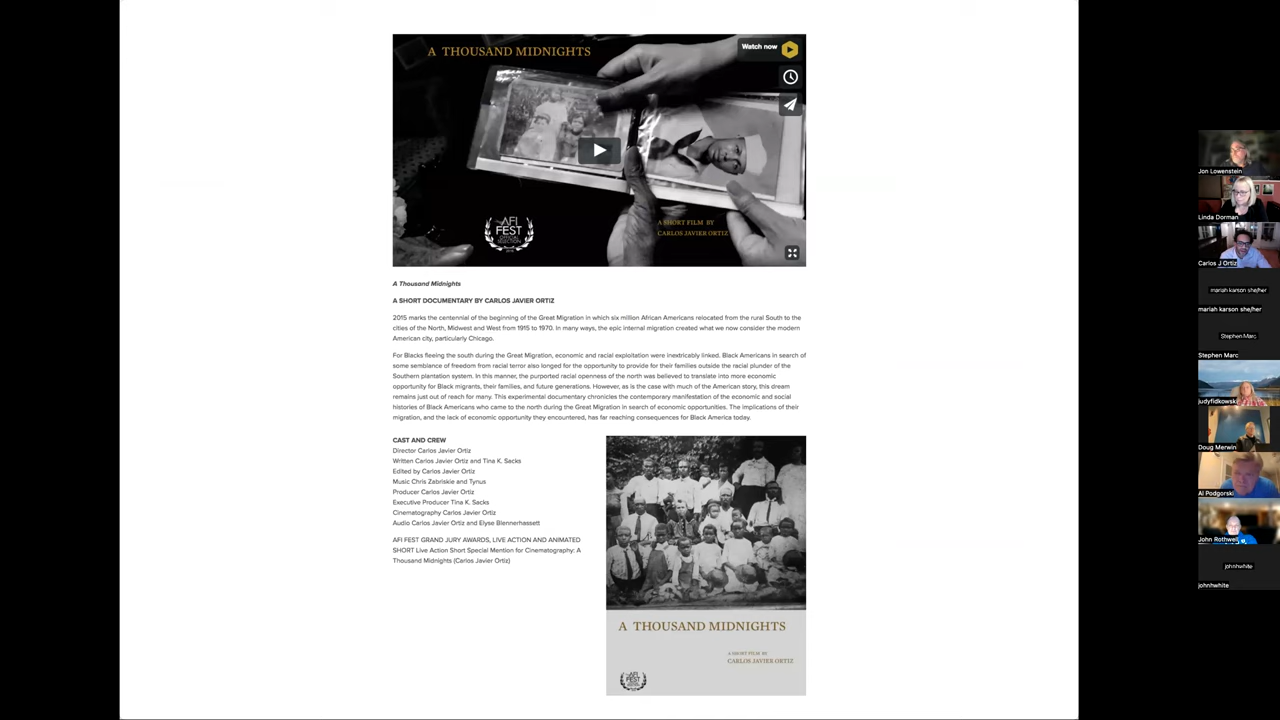 A THOUSAND MIDNIGHTS
Watch now
THE AFI
FEST
OFFICIAL
SELECTION
A SHORT FILM BY
CARLOS JAVIER ORTIZ
A Thousand Midnights
A SHORT DOCUMENTARY BY CARLOS JAVIER ORTIZ
2015 marks the centennial of the beginning of the Great Migration in which six million African Americans relocated from the rural South to the
cities of the North, Midwest and West from 1915 to 1970. In many ways, the epic internal migration created what we now consider the modern
American city, particularly Chicago.
For Blacks fleeing the south during the Great Migration, economic and racial exploitation were inextricably linked. Black Americans in search of
some semblance of freedom from racial terror also longed for the opportunity to provide for their families outside the racial plunder of the
Southern plantation system. In this manner, the purported racial openness of the north was believed to translate into more economic
opportunity for Black migrants, their families, and future generations. However, as is the case with much of the American story, this dream
remains just out of reach for many. This experimental documentary chronicles the contemporary manifestation of the economic and social
histories of Black Americans who came to the north during the Great Migration in search of economic opportunities. The implications of their
migration, and the lack of economic opportunity they encountered, has far reaching consequences for Black America today.
CAST AND CREW
Director Carlos Javier Ortiz
Written Carlos Javier Ortiz and Tina K. Sacks
Edited by Carlos Javier Ortiz
Music Chris Zabriskie and Tynus
Producer Carlos Javier Ortiz
Executive Producer Tina K. Sacks
Cinematography Carlos Javier Ortiz
Audio Carlos Javier Ortiz and Elyse Blennerhassett
AFI FEST GRAND JURY AWARDS, LIVE ACTION AND ANIMATED
SHORT Live Action Short Special Mention for Cinematography: A
Thousand Midnights (Carlos Javier Ortiz)
A THOUSAND MIDNIGHTS
A SHORT FILM BY
CARLOS JAVIER ORTIZ
AFI
FEST
Jon Lowenstein
Linda Dorman
Carlos J Ortiz
mariah karson she/her
mariah karson she/her
Stephen Marc
Stephen Marc
judyfidkowski
Doug Merwin
Al Podgorski
John Rothwell
johnhwhite
johnhwhite